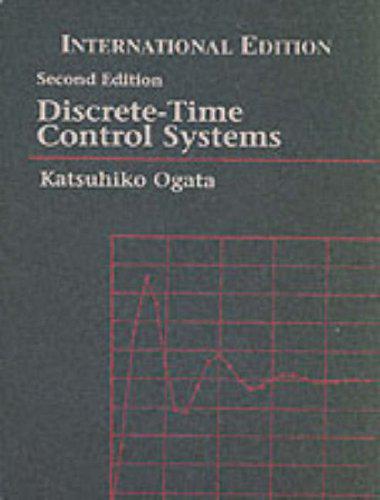 INTERNATIONAL EDITION
Second Edition
Discrete-Time
Control Systems
Katsuhiko Ogata